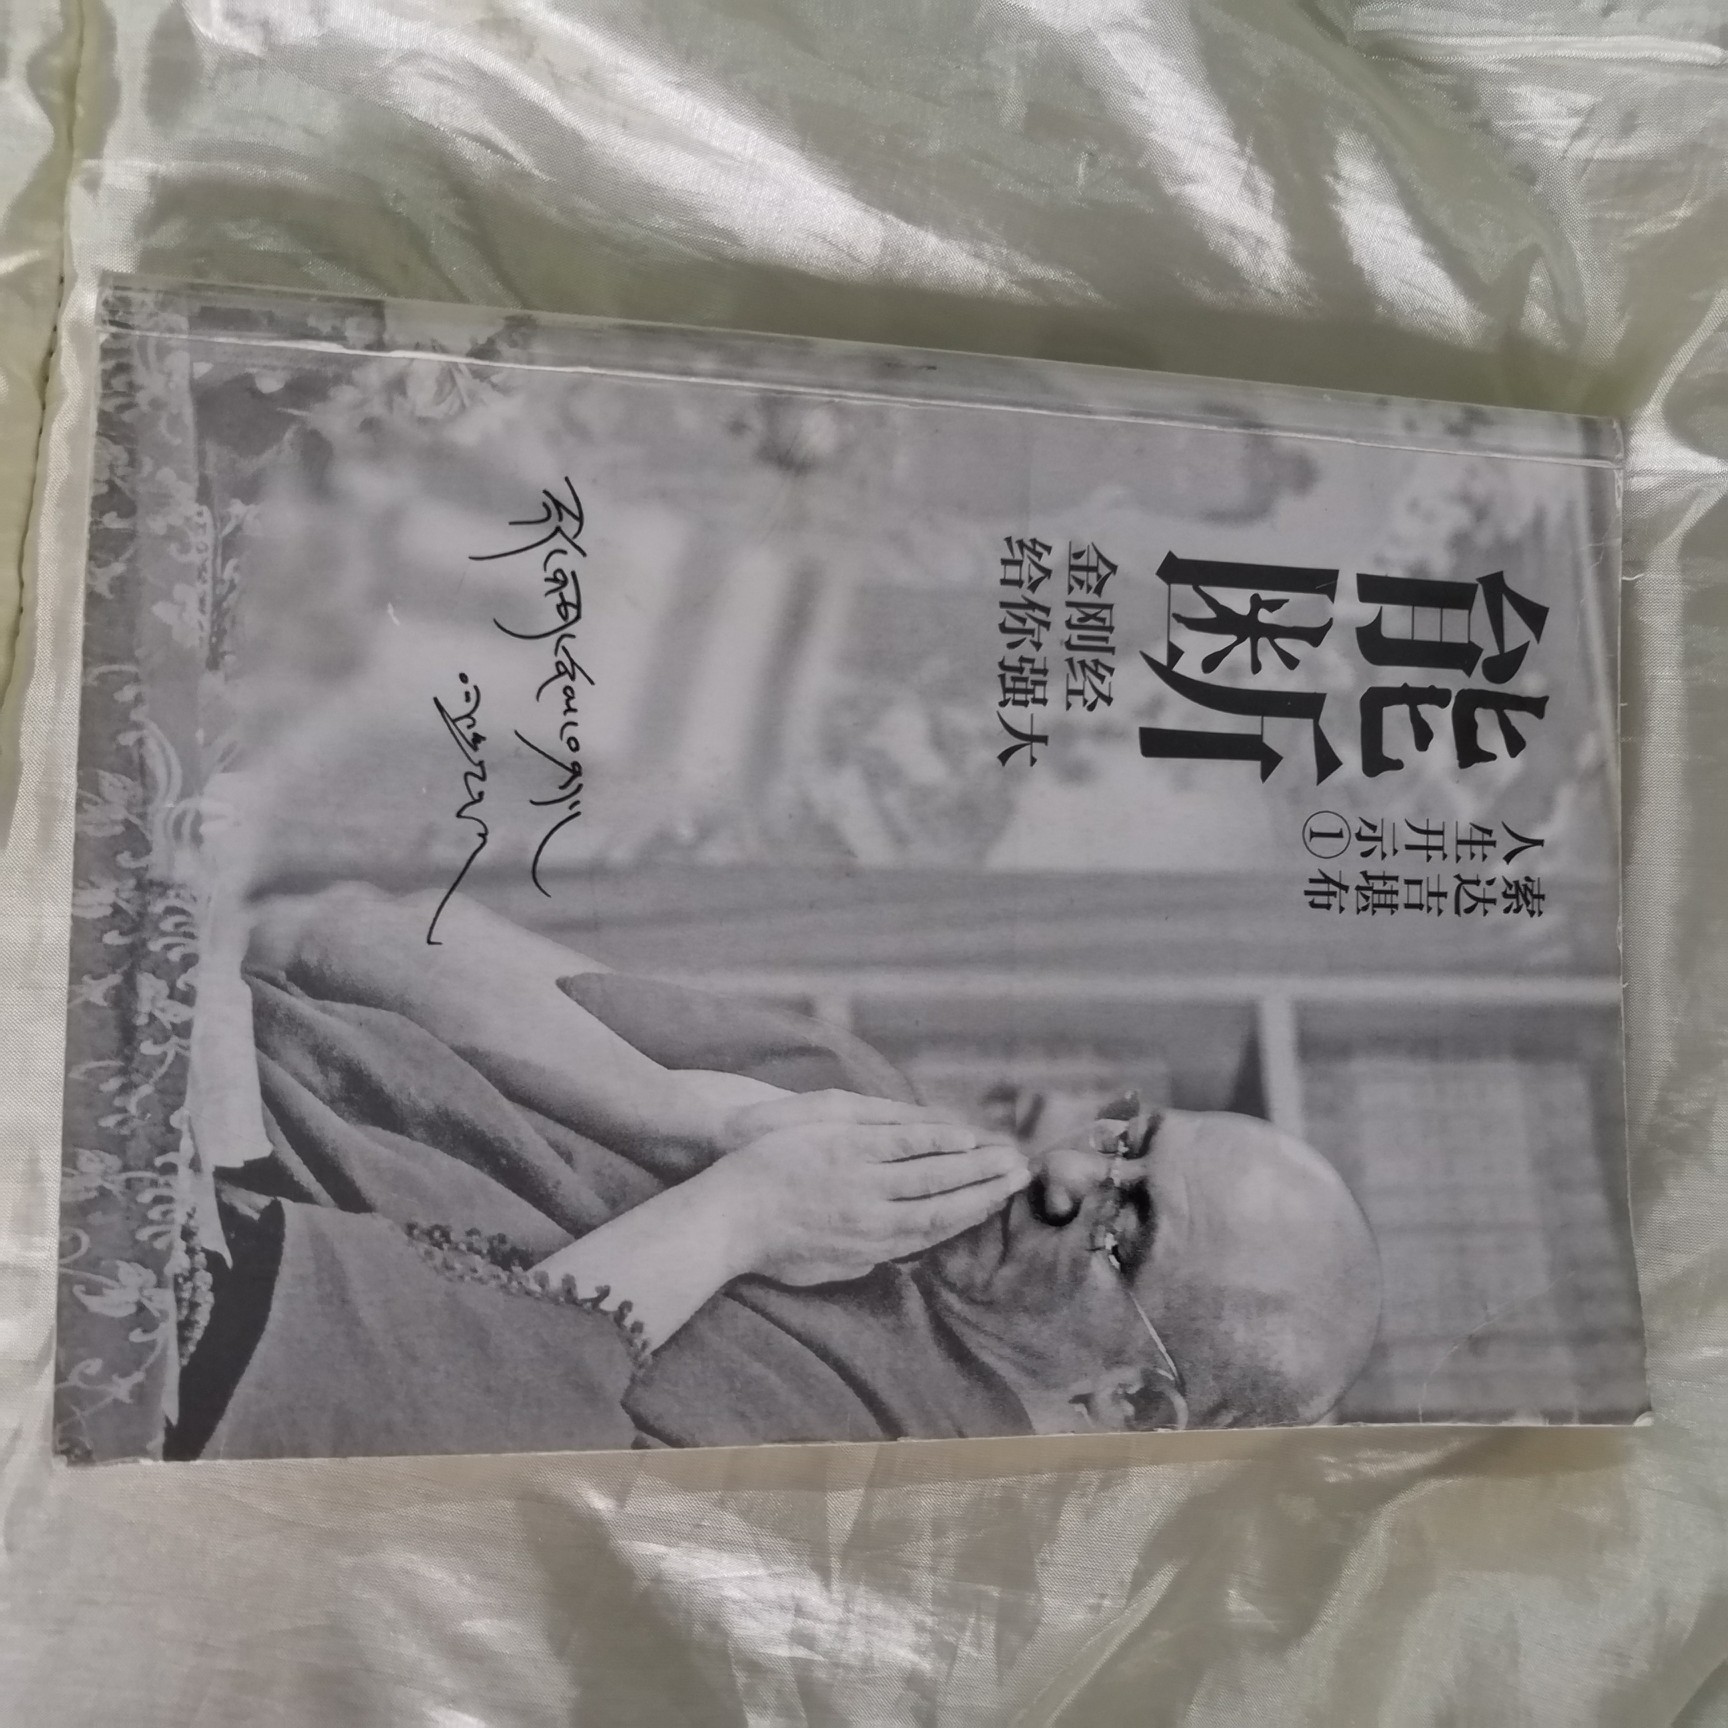 能断
索达吉堪布
人生开示①
金刚经
给你强大